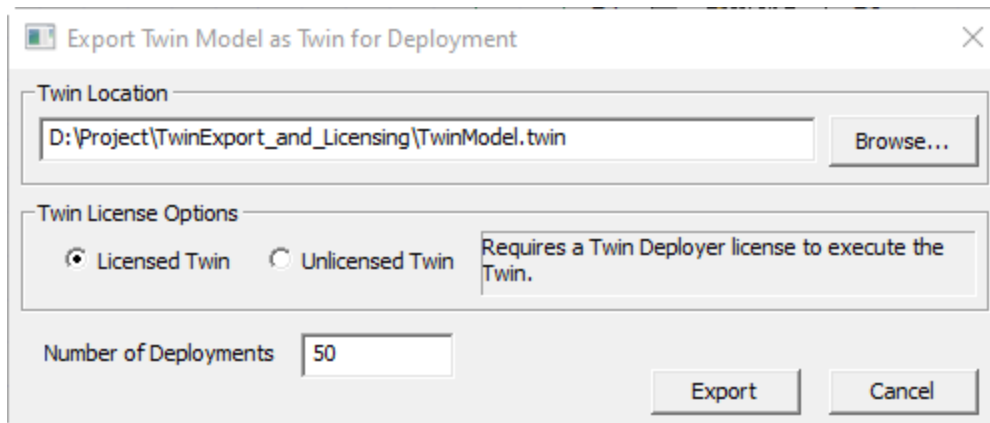 Export Twin Model as Twin for Deployment
Twin Location
D:\Project\TwinExport_and_Licensing\TwinModel.twin
Browse...
Twin License Options
Licensed Twin
Unlicensed Twin
Requires a Twin Deployer license to execute the
Twin.
Number of Deployments
50
Export
Cancel